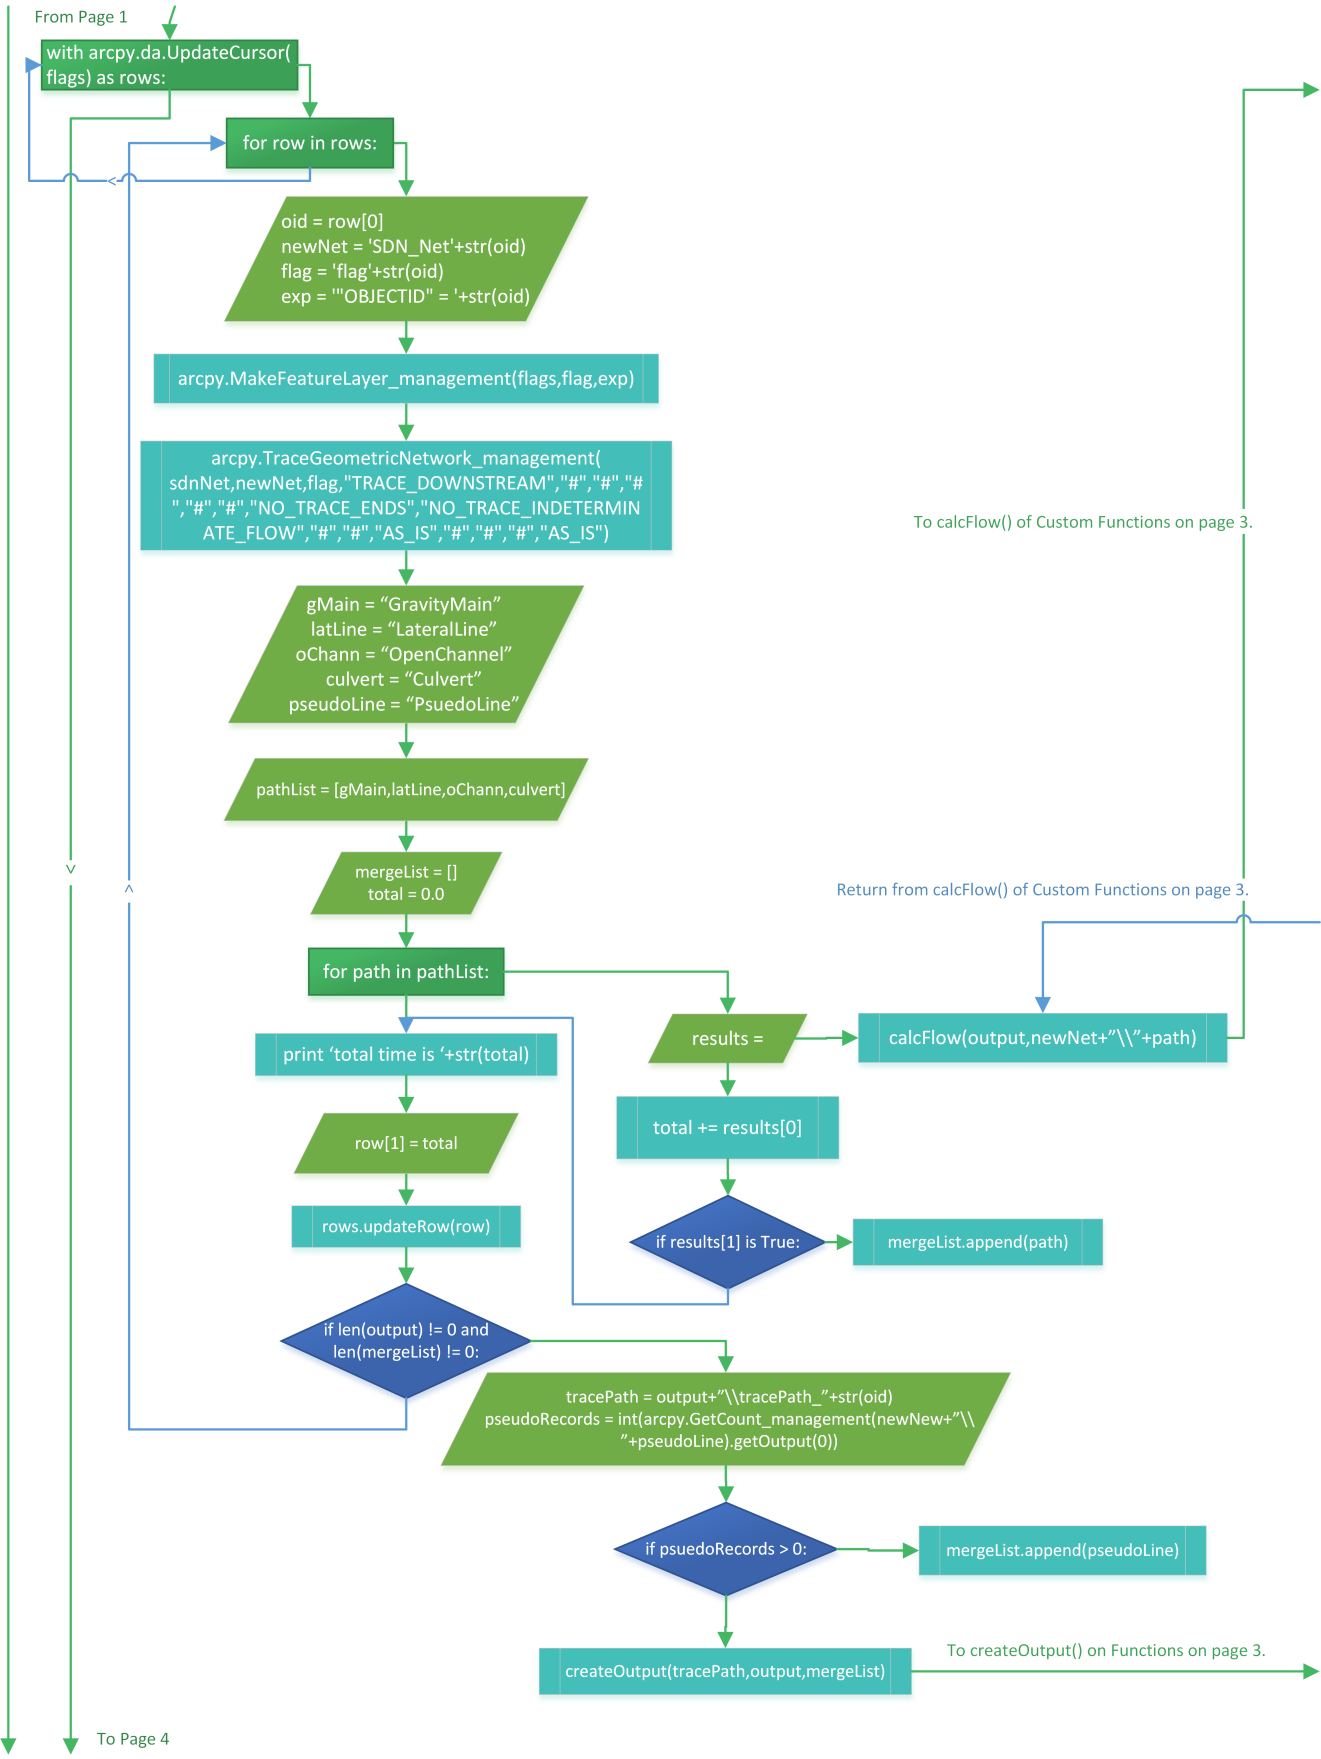 From Page 1
with arcpy.da.UpdateCursor(
flags) as rows:
for row in rows:
<
oid = row[0]
newNet = 'SDN_Net'+str(oid)
flag = 'flag'+str(oid)
exp = '"OBJECTID" = '+str(oid)
arcpy.MakeFeatureLayer_management(flags,flag,exp)
arcpy.TraceGeometricNetwork_management(
sdnNet,newNet,flag,"TRACE_DOWNSTREAM","#","#","#
","#","#","NO_TRACE_ENDS","NO_TRACE_INDETERMIN
ATE_FLOW","#","#","AS_IS","#","#","#","AS_IS")
To calcFlow() of Custom Functions on page 3.
gMain = “GravityMain”
latLine = “LateralLine”
oChann = “OpenChannel”
culvert = “Culvert”
pseudoLine = “PsuedoLine”
pathList = [gMain,latLine,oChann,culvert]
mergeList = []
total = 0.0
<
<
Return from calcFlow() of Custom Functions on page 3.
for path in pathList:
results =
calcFlow(output,newNet+”\\”+path)
print ‘total time is ‘+str(total)
total += results[0]
row[1] = total
rows.updateRow(row)
if results[1] is True:
mergeList.append(path)
if len(output) != 0 and
len(mergeList) != 0:
tracePath = output+”\\tracePath_”+str(oid)
pseudoRecords = int(arcpy.GetCount_management(newNew+”\\
”+pseudoLine).getOutput(0))
if psuedoRecords > 0:
mergeList.append(pseudoLine)
createOutput(tracePath,output,mergeList)
To createOutput() on Functions on page 3.
To Page 4